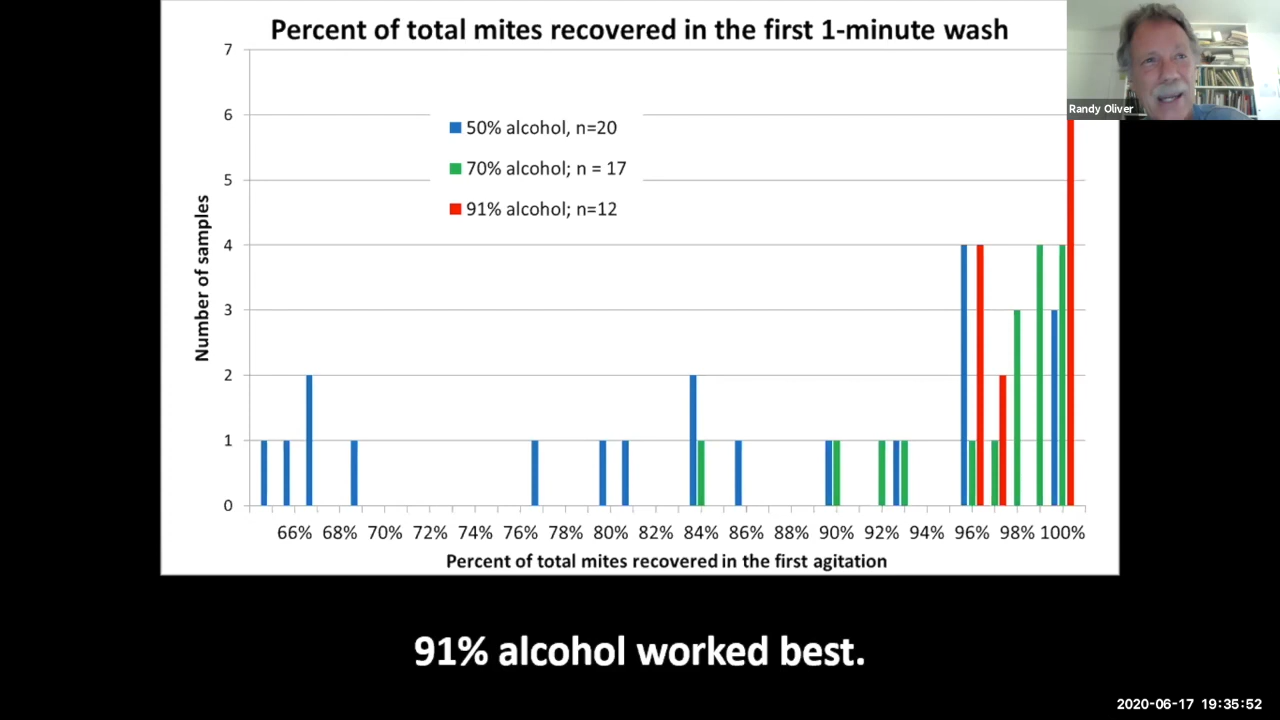 Percent of total mites recovered in the first 1-minute wash
Randy Oliver
7
6
5
4
3
2
1
0
Number of samples
50% alcohol, n=20
70% alcohol; n = 17
91% alcohol; n=12
66% 68% 70% 72% 74% 76% 78% 80% 82% 84% 86% 88% 90% 92% 94% 96% 98% 100%
Percent of total mites recovered in the first agitation
91% alcohol worked best.
2020-06-17 19:35:52